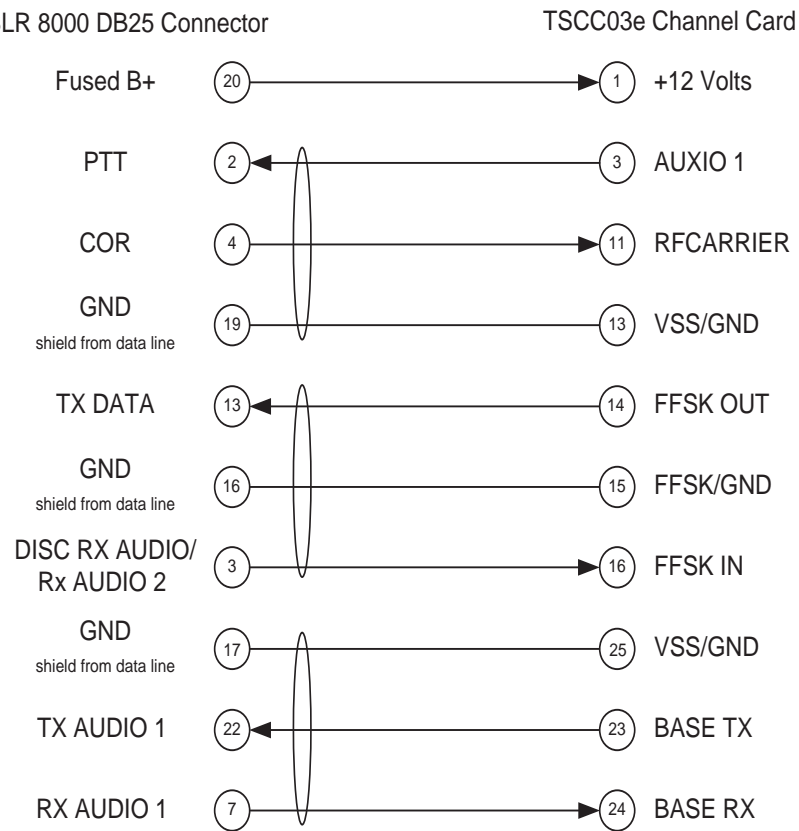 LR 8000 DB25 Connector TSCC03e Channel Card
Fused B+ 20 1 +12 Volts
PTT 2 3 AUXIO 1
COR 4 11 RFCARRIER
GND
shield from data line 19 13 VSS/GND
TX DATA 13 14 FFSK OUT
GND
shield from data line 16 15 FFSK/GND
DISC RX AUDIO/
Rx AUDIO 2 3 16 FFSK IN
GND
shield from data line 17 25 VSS/GND
TX AUDIO 1 22 23 BASE TX
RX AUDIO 1 7 24 BASE RX